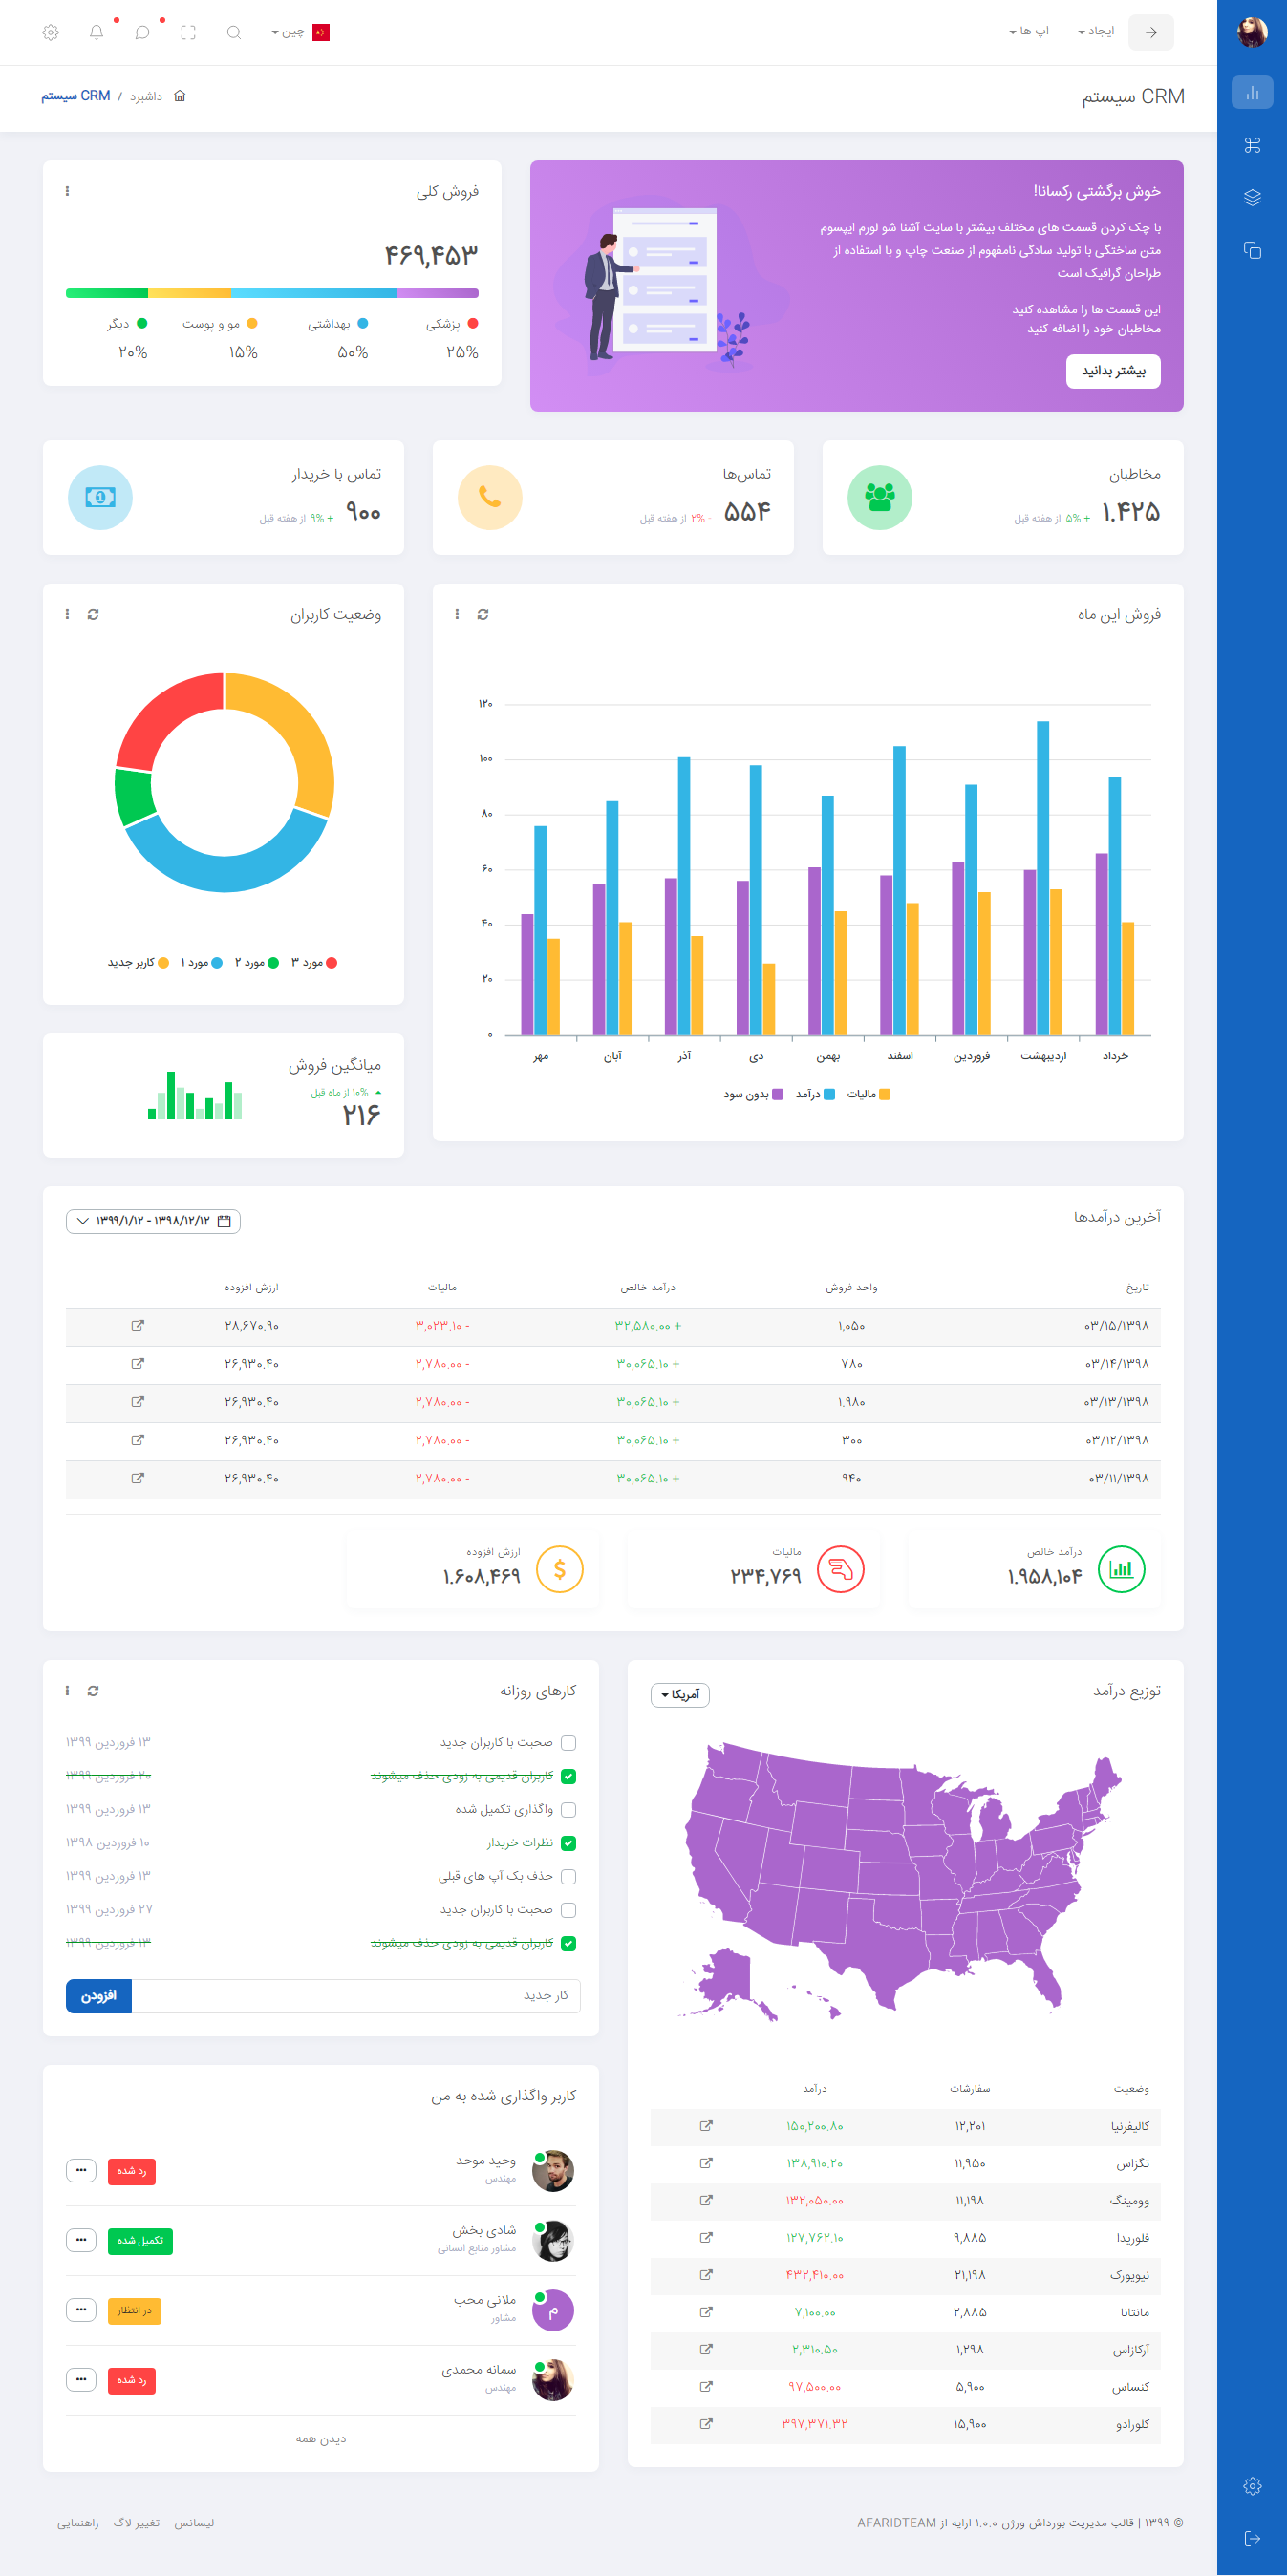 ایجاد
اپ ها
چین
CRM سیستم
داشبرد / CRM سیستم
خوش برگشتی رکسانا!
با چک کردن قسمت های مختلف بیشتر با سایت آشنا شو لورم ایپسوم
متن ساختگی با تولید سادگی نامفهوم از صنعت چاپ و با استفاده از
طراحان گرافیک است
این قسمت ها را مشاهده کنید
مخاطبان خود را اضافه کنید
بیشتر بدانید
فروش کلی
۴۶۹,۴۵۳
پزشکی
بهداشتی
مو و پوست
دیگر
۲۵%
۵۰%
۱۵%
۲۰%
مخاطبان
۱.۴۲۵ + ۵% از هفته قبل
تماس‌ها
۵۵۴ - ۲% از هفته قبل
تماس با خریدار
۹۰۰ + ۹% از هفته قبل
فروش این ماه
۱۲۰
۱۰۰
۸۰
۶۰
۴۰
۲۰
۰
خرداد
اردیبهشت
فروردین
اسفند
بهمن
دی
آذر
آبان
مهر
مالیات
درآمد
بدون سود
وضعیت کاربران
مورد ۳
مورد ۲
مورد ۱
کاربر جدید
میانگین فروش
۱۰% از ماه قبل
۲۱۶
آخرین درآمدها
۱۳۹۸/۱۲/۱۲ - ۱۳۹۹/۱/۱۲
تاریخ واحد فروش درآمد خالص مالیات ارزش افزوده
۰۳/۱۵/۱۳۹۸ ۱,۰۵۰ + ۳۲,۵۸۰.۰۰ - ۳,۰۲۳.۱۰ ۲۸,۶۷۰.۹۰
۰۳/۱۴/۱۳۹۸ ۷۸۰ + ۳۰,۰۶۵.۱۰ - ۲,۷۸۰.۰۰ ۲۶,۹۳۰.۴۰
۰۳/۱۳/۱۳۹۸ ۱.۹۸۰ + ۳۰,۰۶۵.۱۰ - ۲,۷۸۰.۰۰ ۲۶,۹۳۰.۴۰
۰۳/۱۲/۱۳۹۸ ۳۰۰ + ۳۰,۰۶۵.۱۰ - ۲,۷۸۰.۰۰ ۲۶,۹۳۰.۴۰
۰۳/۱۱/۱۳۹۸ ۹۴۰ + ۳۰,۰۶۵.۱۰ - ۲,۷۸۰.۰۰ ۲۶,۹۳۰.۴۰
درآمد خالص
۱.۹۵۸,۱۰۴
مالیات
۲۳۴,۷۶۹
ارزش افزوده
۱.۶۰۸,۴۶۹
توزیع درآمد
آمریکا
وضعیت سفارشات درآمد
کالیفرنیا ۱۲,۲۰۱ ۱۵۰,۲۰۰.۸۰
تگزاس ۱۱,۹۵۰ ۱۳۸,۹۱۰.۲۰
وومینگ ۱۱,۱۹۸ ۱۳۲,۰۵۰.۰۰
فلوریدا ۹,۸۸۵ ۱۲۷,۷۶۲.۱۰
نیویورک ۲۱,۱۹۸ ۴۳۲,۴۱۰.۰۰
مانتانا ۲,۸۸۵ ۷,۱۰۰.۰۰
آرکازاس ۱,۲۹۸ ۲,۳۱۰.۵۰
کنساس ۵,۹۰۰ ۹۷,۵۰۰.۰۰
کلورادو ۱۵,۹۰۰ ۳۹۷,۳۷۱.۳۲
کارهای روزانه
صحبت با کاربران جدید ۱۳ فروردین ۱۳۹۹
کاربران قدیمی به زودی حذف میشوند ۲۰ فروردین ۱۳۹۹
واگذاری تکمیل شده ۱۳ فروردین ۱۳۹۹
نظرات خریدار ۱۰ فروردین ۱۳۹۸
حذف بک آپ های قبلی ۱۳ فروردین ۱۳۹۹
صحبت با کاربران جدید ۲۷ فروردین ۱۳۹۹
کاربران قدیمی به زودی حذف میشوند ۱۳ فروردین ۱۳۹۹
کار جدید
افزودن
کاربر واگذاری شده به من
وحید موحد
مهندس
رد شده
شادی بخش
مشاور منابع انسانی
تکمیل شده
م
ملانی محب
مشاور
در انتظار
سمانه محمدی
مهندس
رد شده
دیدن همه
© ۱۳۹۹ | قالب مدیریت بورداش ورژن ۱.۰.۰ ارایه از AFARIDTEAM
لیسانس
تغییر لاگ
راهنمایی